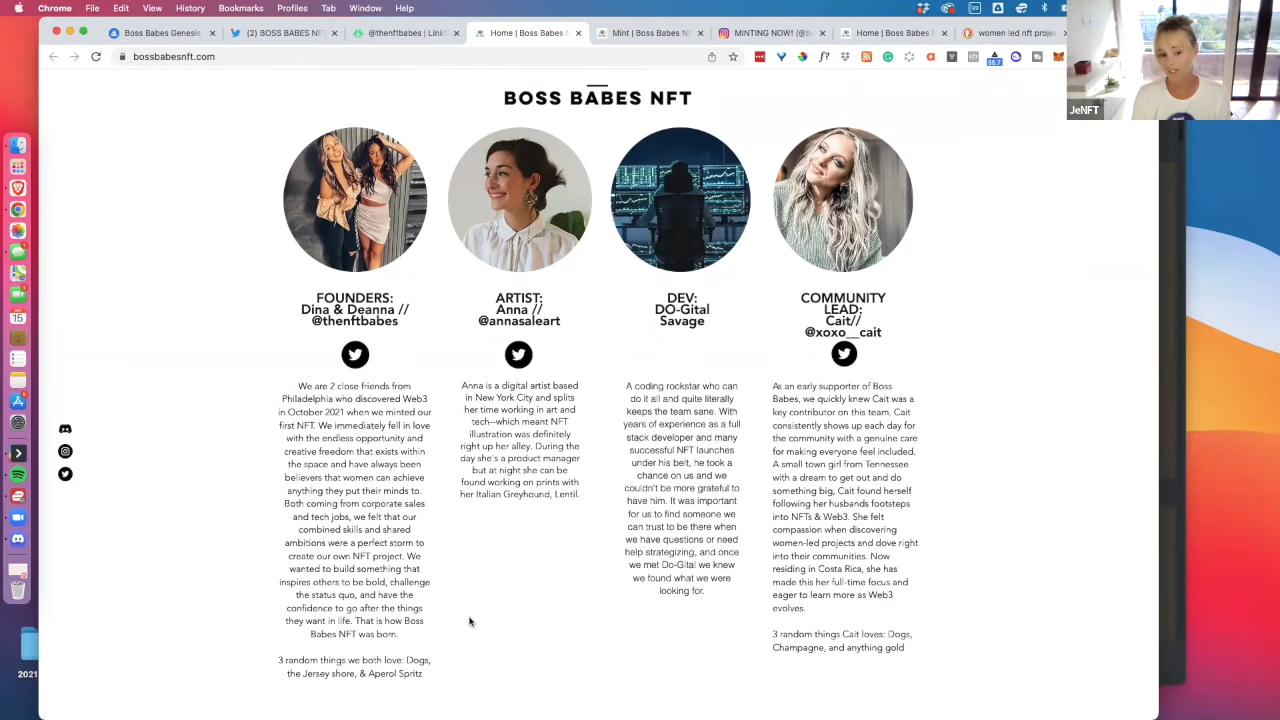 Chrome File Edit View History Bookmarks Profiles Tab Window Help
Boss Babes Genesis
(2) BOSS BABES NFT
@thenftbabes | Link
Home | Boss Babes N
Mint | Boss Babes NF
MINTING NOW! (@b
Home | Boss Babes N
women led nft proje
bossbabesnft.com
66.7
JeNFT
BOSS BABES NFT
FOUNDERS:
Dina & Deanna //
@thenftbabes
We are 2 close friends from
Philadelphia who discovered Web3
in October 2021 when we minted our
first NFT. We immediately fell in love
with the endless opportunity and
creative freedom that exists within
the space and have always been
believers that women can achieve
anything they put their minds to.
Both coming from corporate sales
and tech jobs, we felt that our
combined skills and shared
ambitions were a perfect storm to
create our own NFT project. We
wanted to build something that
inspires others to be bold, challenge
the status quo, and have the
confidence to go after the things
they want in life. That is how Boss
Babes NFT was born.
3 random things we both love: Dogs,
the Jersey shore, & Aperol Spritz
ARTIST:
Anna //
@annasaleart
Anna is a digital artist based
in New York City and splits
her time working in art and
tech--which meant NFT
illustration was definitely
right up her alley. During the
day she's a product manager
but at night she can be
found working on prints with
her Italian Greyhound, Lentil.
DEV:
DO-Gital
Savage
A coding rockstar who can
do it all and quite literally
keeps the team sane. With
years of experience as a full
stack developer and many
successful NFT launches
under his belt, he took a
chance on us and we
couldn't be more grateful to
have him. It was important
for us to find someone we
can trust to be there when
we have questions or need
help strategizing, and once
we met Do-Gital we knew
we found what we were
looking for.
COMMUNITY
LEAD:
Cait//
@xoxo__cait
As an early supporter of Boss
Babes, we quickly knew Cait was a
key contributor on this team. Cait
consistently shows up each day for
the community with a genuine care
for making everyone feel included.
A small town girl from Tennessee
with a dream to get out and do
something big, Cait found herself
following her husbands footsteps
into NFTs & Web3. She felt
compassion when discovering
women-led projects and dove right
into their communities. Now
residing in Costa Rica, she has
made this her full-time focus and
eager to learn more as Web3
evolves.
3 random things Cait loves: Dogs,
Champagne, and anything gold
15
2021